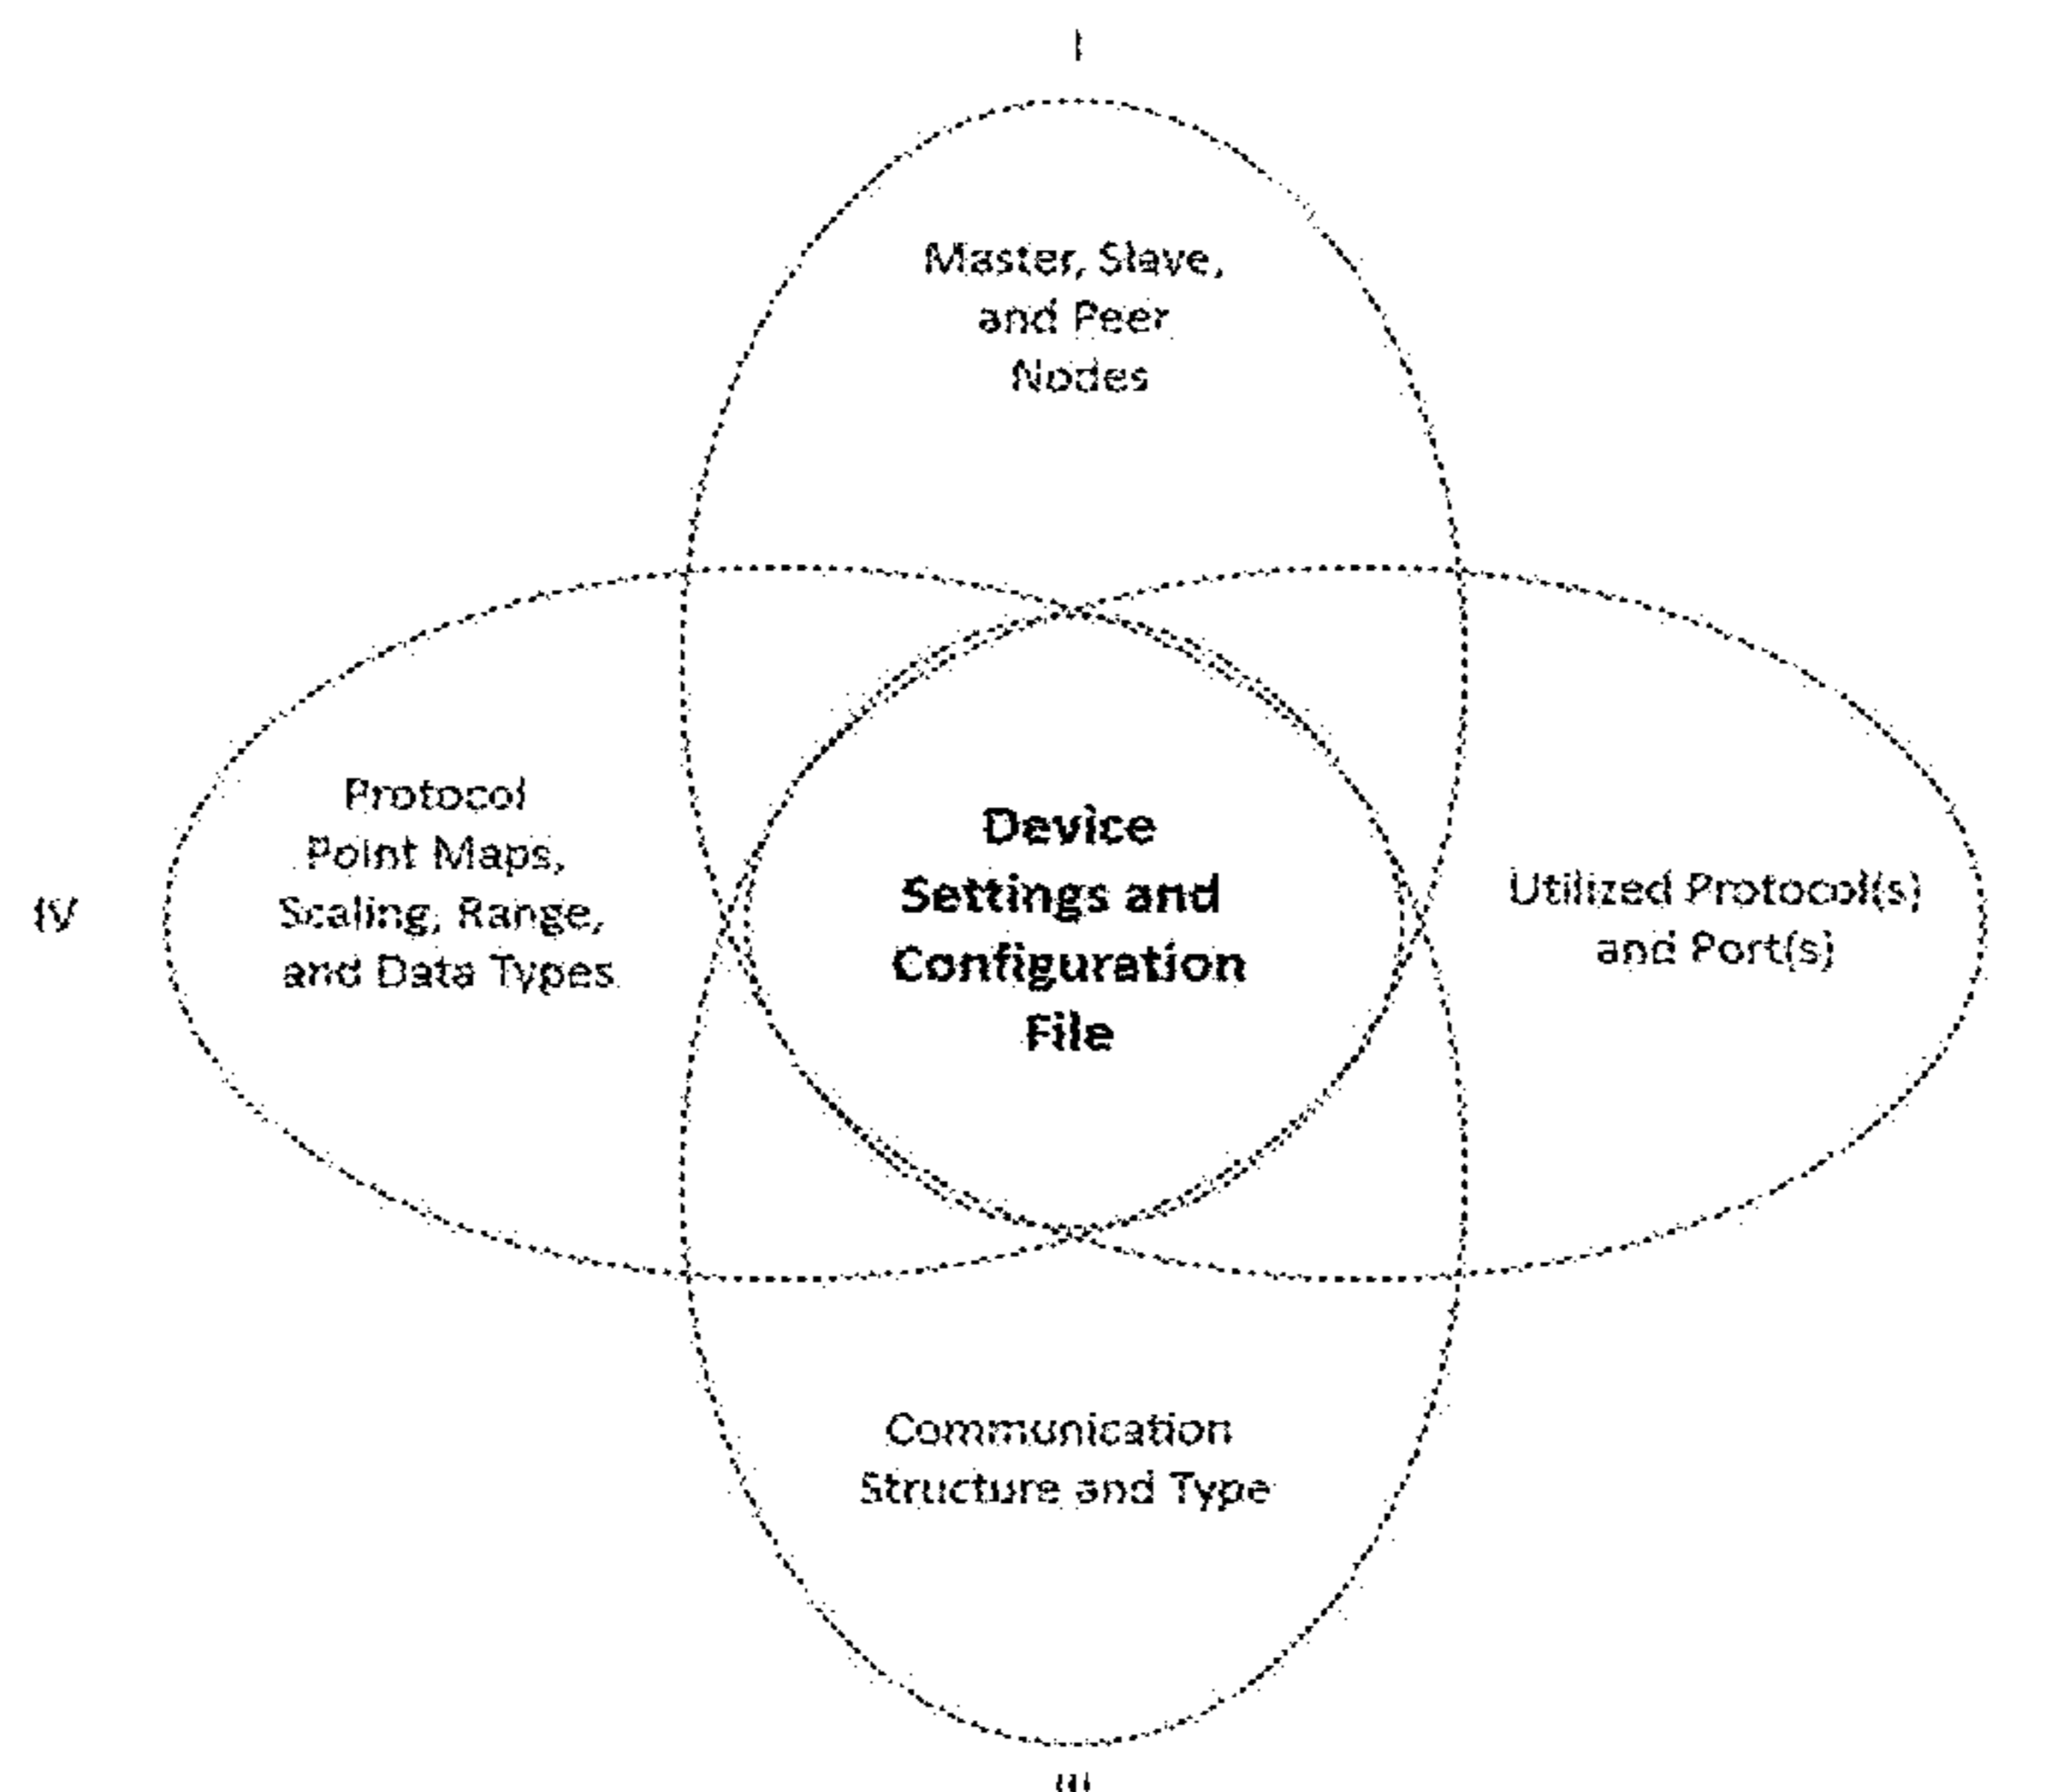 I
Master, Slave,
and Peer
Nodes
Protocol
Point Maps,
Scaling, Range,
and Data Types
IV
Device
Settings and
Configuration
File
Utilized Protocol(s)
and Port(s)
Communication
Structure and Type
III